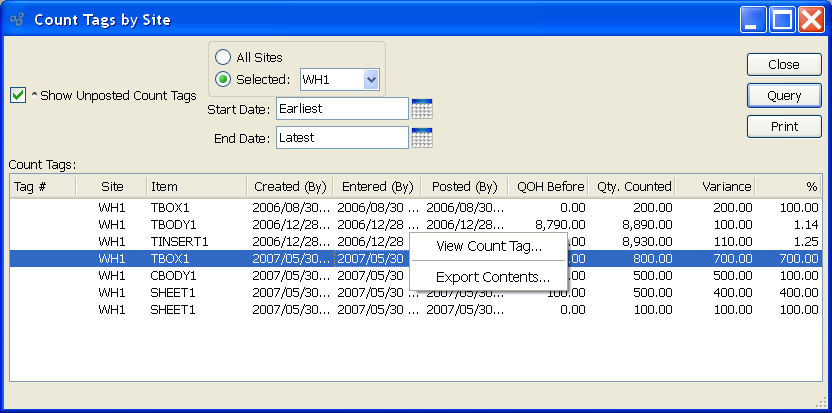 Count Tags by Site
All Sites
Selected: WH1
^ Show Unposted Count Tags
Start Date: Earliest
End Date: Latest
Close
Query
Print
Count Tags:
Tag # Site Item Created (By) Entered (By) Posted (By) QOH Before Qty. Counted Variance %
WH1 TBOX1 2006/08/30... 2006/08/30 ... 2006/08/30... 0.00 200.00 200.00 100.00
WH1 TBODY1 2006/12/28... 2006/12/28 ... 2006/12/28... 8,790.00 8,890.00 100.00 1.14
WH1 TINSERT1 2006/12/28... 2006/12/28 8,930.00 110.00 1.25
WH1 TBOX1 2007/05/30... 2007/05/30 800.00 700.00 700.00
WH1 CBODY1 2007/05/30... 2007/05/30 500.00 500.00 100.00
WH1 SHEET1 2007/05/30... 2007/05/30 ... 2007/05/30... 100.00 500.00 400.00 400.00
WH1 SHEET1 2007/05/30... 2007/05/30 ... 2007/05/30... 0.00 100.00 100.00 100.00
View Count Tag...
Export Contents...